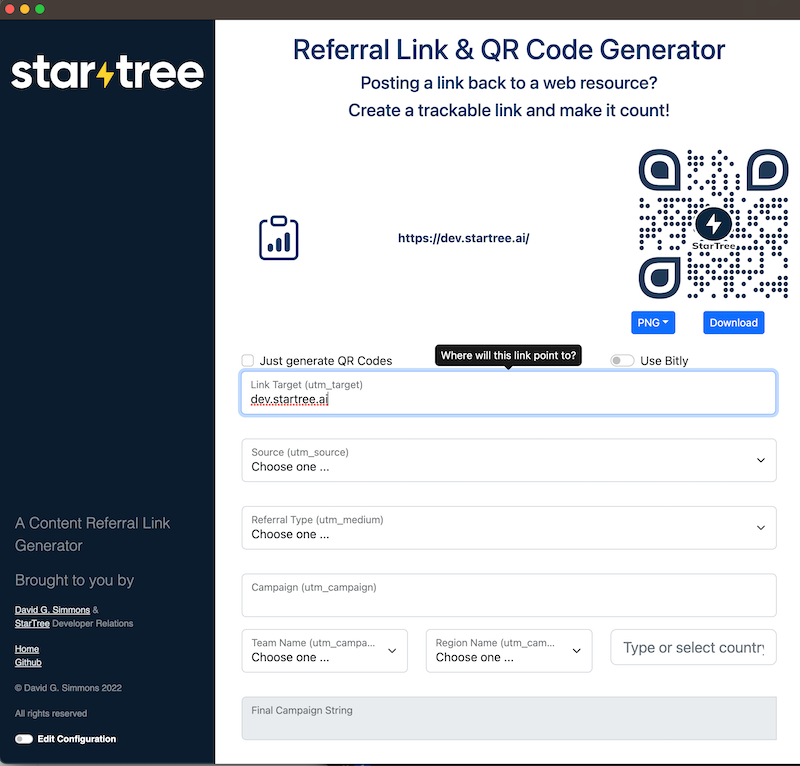 star tree
Referral Link & QR Code Generator
Posting a link back to a web resource?
Create a trackable link and make it count!
https://dev.startree.ai/
StarTree
PNG
Download
Just generate QR Codes
Where will this link point to?
Use Bitly
Link Target (utm_target)
dev.startree.ai
Source (utm_source)
Choose one ...
Referral Type (utm_medium)
Choose one ...
Campaign (utm_campaign)
Team Name (utm_campa...
Choose one ...
Region Name (utm_cam...
Choose one ...
Type or select country
Final Campaign String
A Content Referral Link
Generator
Brought to you by
David G. Simmons &
StarTree Developer Relations
Home
Github
© David G. Simmons 2022
All rights reserved
Edit Configuration